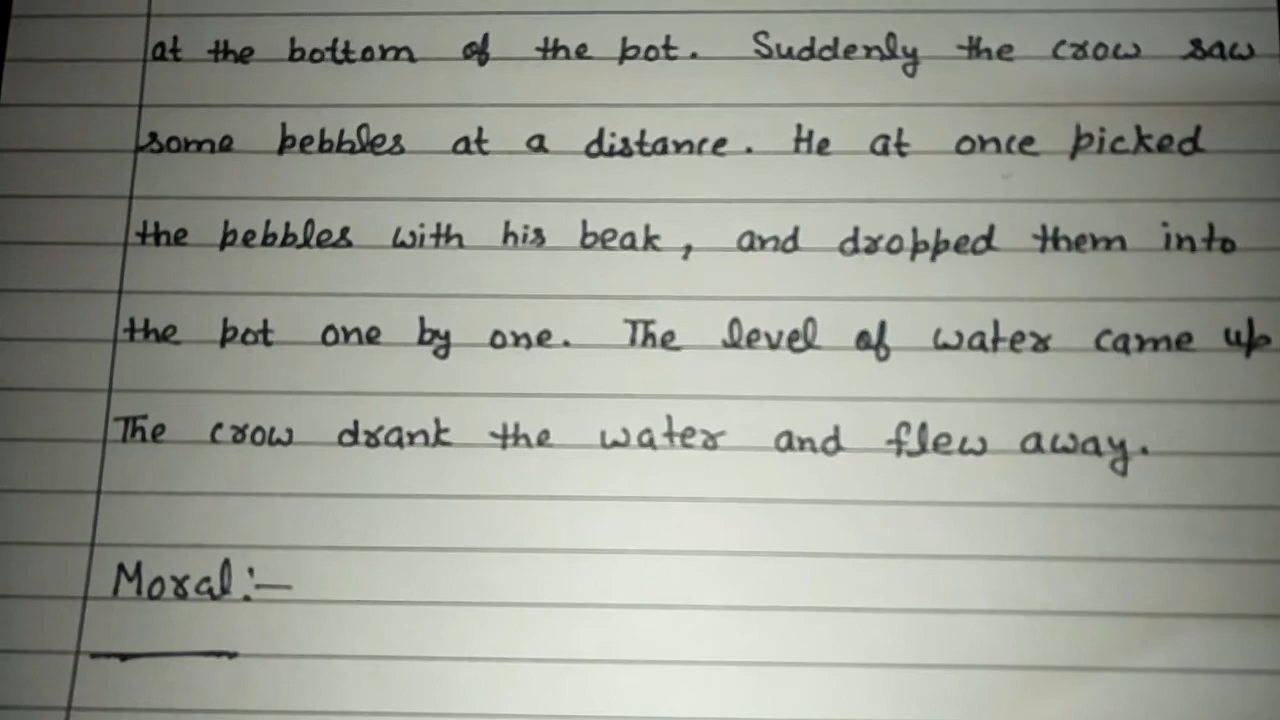 at the bottom of the pot. Suddenly the crow saw
some pebbles at a distance. He at once picked
the pebbles with his beak, and dropped them into
the pot one by one. The level of water came up
The crow drank the water and flew away.
Moral:-